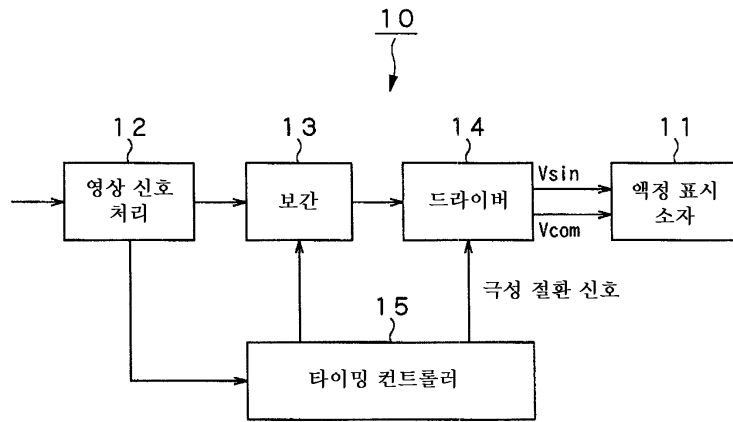 10
12
13
14
11
영상 신호
처리
보간
드라이버
Vsin
Vcom
액정 표시
소자
극성 절환 신호
15
타이밍 컨트롤러